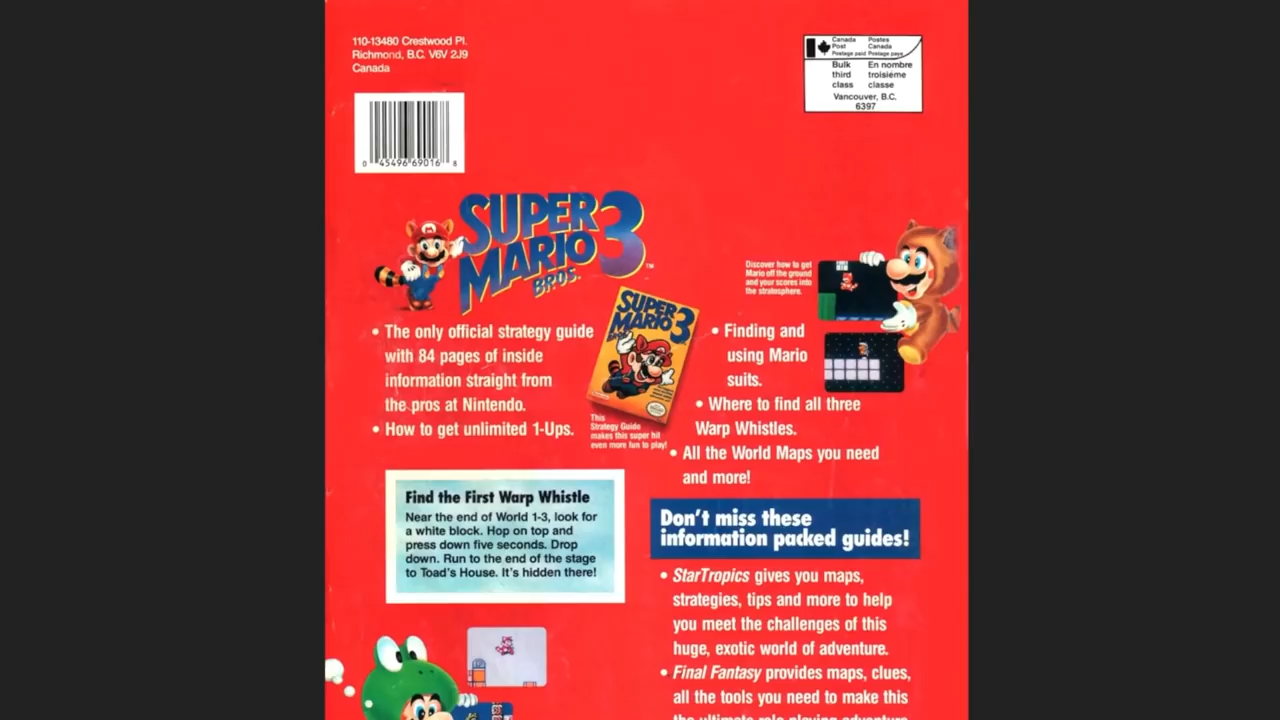 110-13480 Crestwood Pl.
Richmond, B.C. V6V 2J9
Canada
Canada Postes
Post Canada
Postage paid Postage payé
Bulk En nombre
third troisième
class classe
Vancouver, B.C.
6397
0 45496 69016 8
SUPER
MARIO 3
BROS.™
• The only official strategy guide
with 84 pages of inside
information straight from
the pros at Nintendo.
• How to get unlimited 1-Ups.
SUPER
MARIO 3
BROS.
This
Strategy Guide
makes this super hit
even more fun to play!
Discover how to get
Mario off the ground
and your scores into
the stratosphere.
• Finding and
using Mario
suits.
• Where to find all three
Warp Whistles.
• All the World Maps you need
and more!
Find the First Warp Whistle
Near the end of World 1-3, look for
a white block. Hop on top and
press down five seconds. Drop
down. Run to the end of the stage
to Toad's House. It's hidden there!
Don't miss these
information packed guides!
• StarTropics gives you maps,
strategies, tips and more to help
you meet the challenges of this
huge, exotic world of adventure.
• Final Fantasy provides maps, clues,
all the tools you need to make this
the ultimate role playing adventure